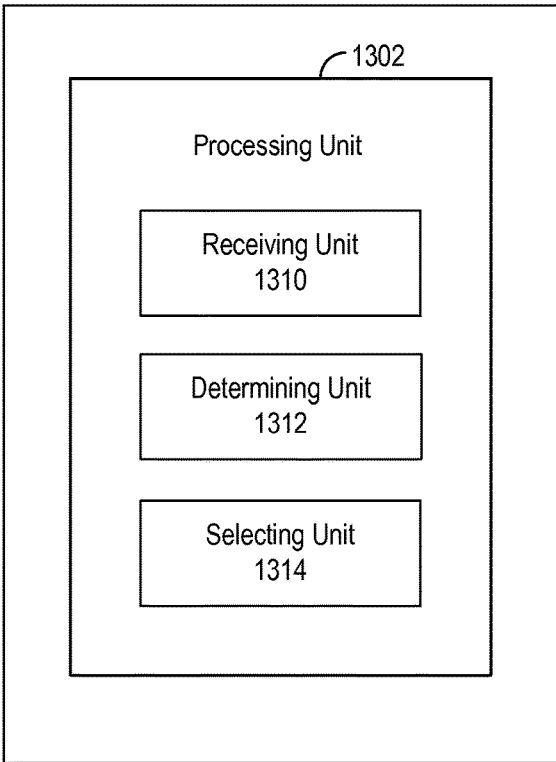 1302
Processing Unit
Receiving Unit
1310
Determining Unit
1312
Selecting Unit
1314